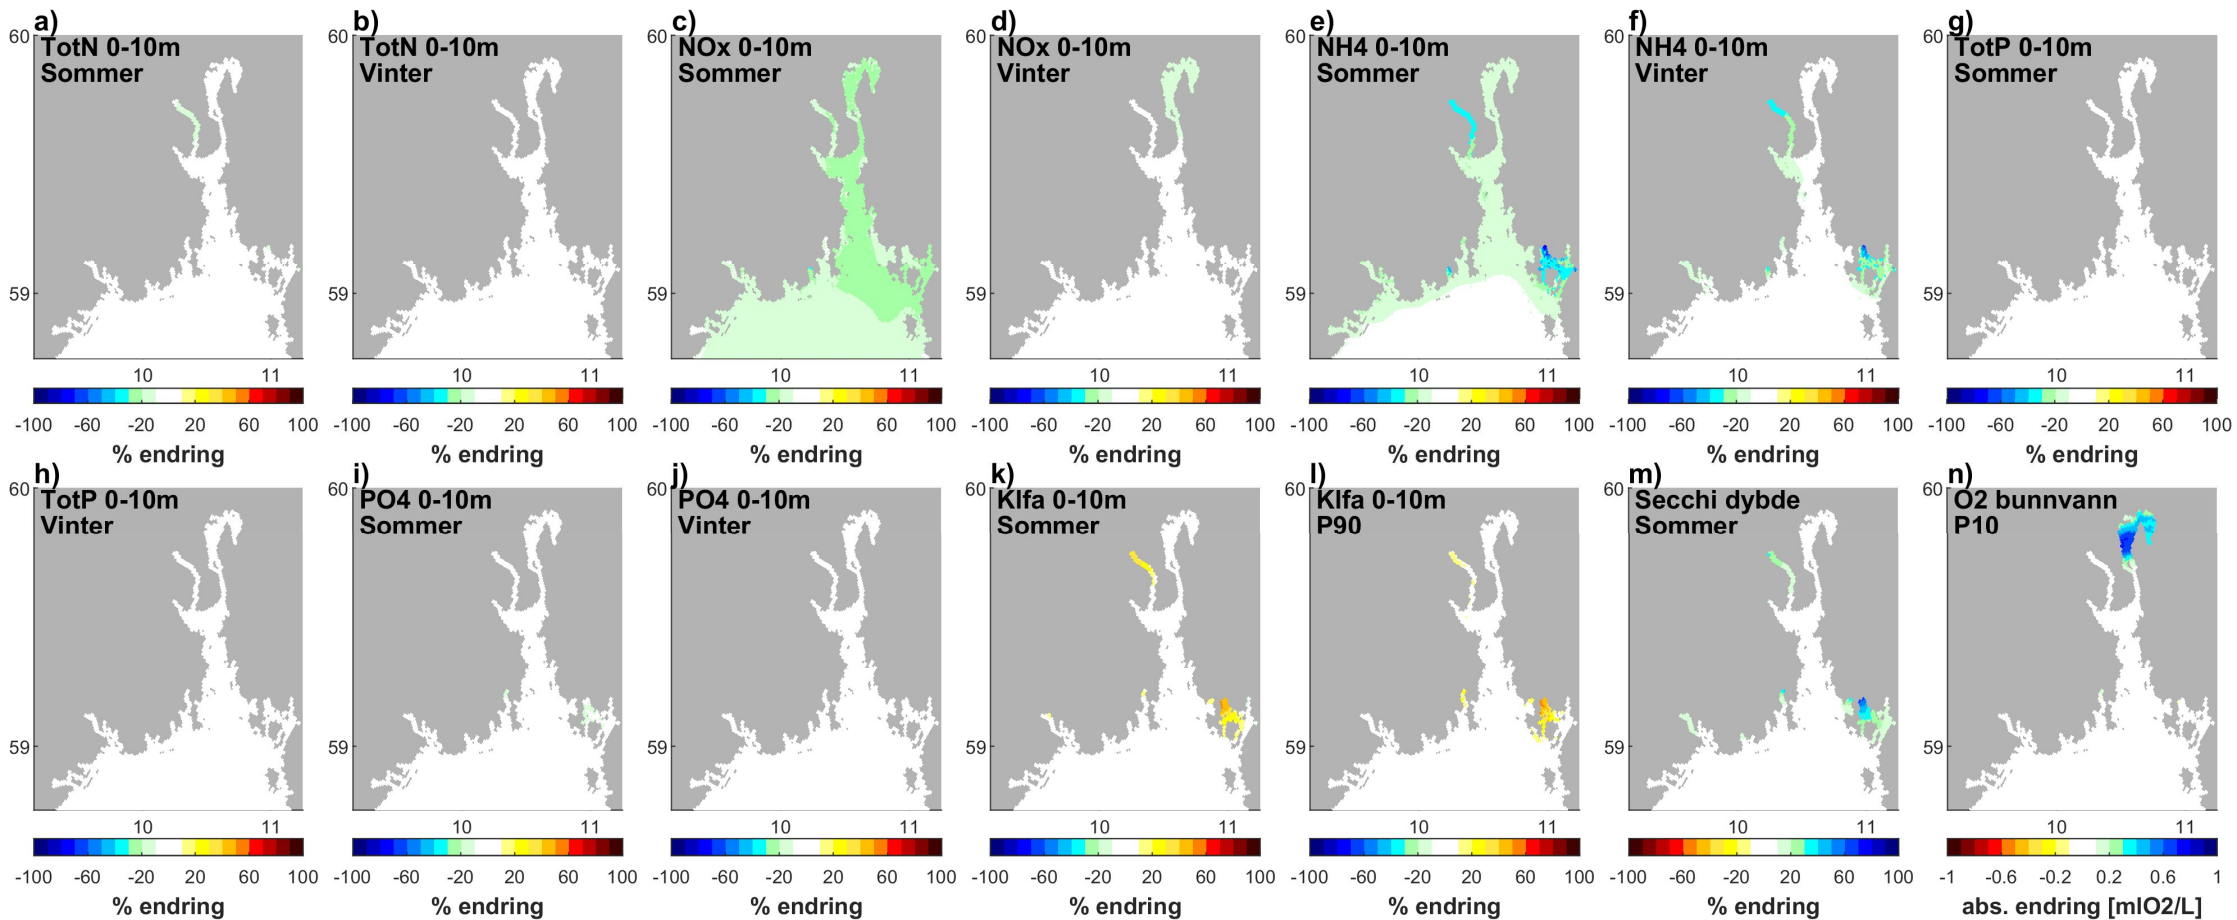 a)
TotN 0-10m
Sommer
60
59
10
11
-100 -60 -20 20 60 100
% endring
b)
TotN 0-10m
Vinter
10
11
-100 -60 -20 20 60 100
% endring
c)
NOx 0-10m
Sommer
60
59
10
11
-100 -60 -20 20 60 100
% endring
d)
NOx 0-10m
Vinter
60
59
10
11
-100 -60 -20 20 60 100
% endring
e)
NH4 0-10m
Sommer
60
59
10
11
-100 -60 -20 20 60 100
% endring
f)
NH4 0-10m
Vinter
60
59
10
11
-100 -60 -20 20 60 100
% endring
g)
TotP 0-10m
Sommer
60
59
10
11
-100 -60 -20 20 60 100
% endring
h)
TotP 0-10m
Vinter
60
59
10
11
-100 -60 -20 20 60 100
% endring
i)
PO4 0-10m
Sommer
60
59
10
11
-100 -60 -20 20 60 100
% endring
j)
PO4 0-10m
Vinter
60
59
10
11
-100 -60 -20 20 60 100
% endring
k)
Klfa 0-10m
Sommer
60
59
10
11
-100 -60 -20 20 60 100
% endring
l)
Klfa 0-10m
P90
60
59
10
11
-100 -60 -20 20 60 100
% endring
m)
Secchi dybde
Sommer
60
59
10
11
-100 -60 -20 20 60 100
% endring
n)
O2 bunnvann
P10
60
59
10
11
-1 -0.6 -0.2 0.2 0.6 1
abs. endring [mlO2/L]